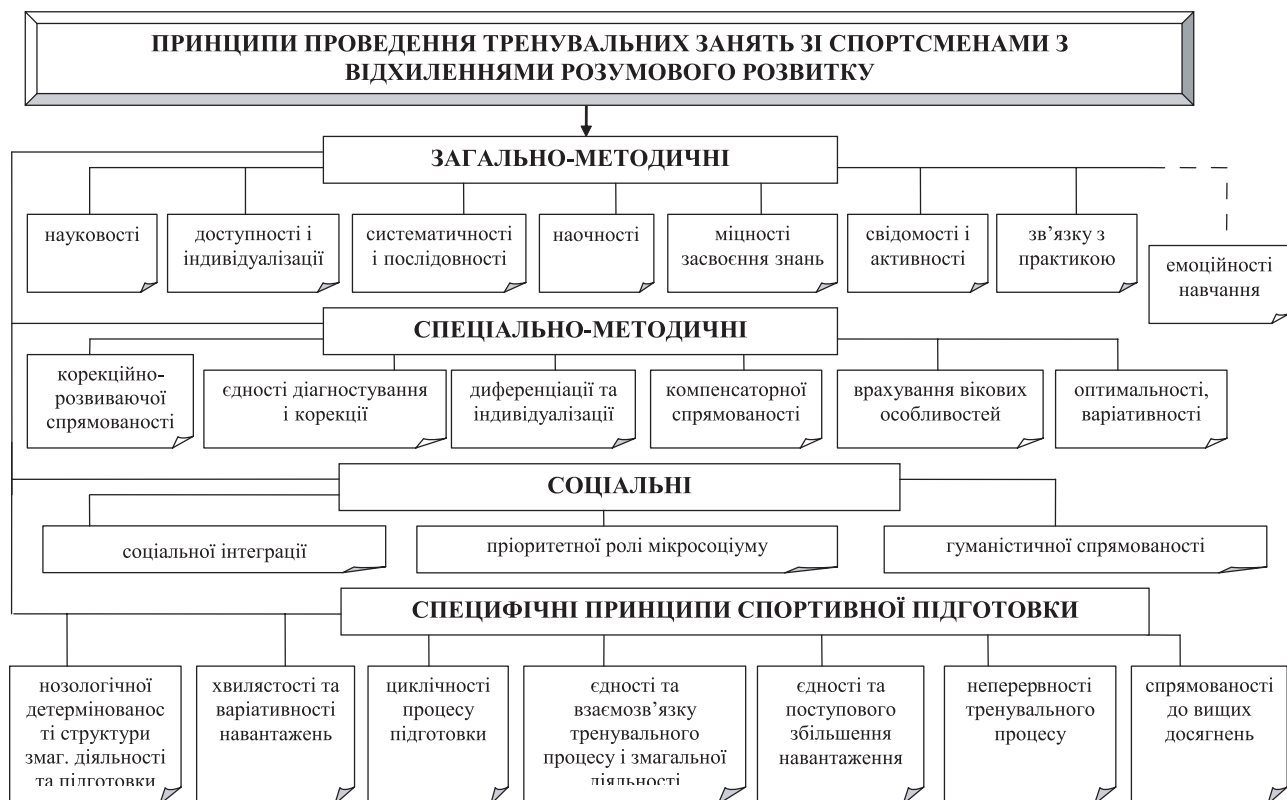 ПРИНЦИПИ ПРОВЕДЕННЯ ТРЕНУВАЛЬНИХ ЗАНЯТЬ ЗІ СПОРТСМЕНАМИ З
ВІДХИЛЕННЯМИ РОЗУМОВОГО РОЗВИТКУ
ЗАГАЛЬНО-МЕТОДИЧНІ
науковості
доступності і
індивідуалізації
систематичності
і послідовності
наочності
міцності
засвоєння знань
свідомості і
активності
зв’язку з
практикою
емоційності
навчання
СПЕЦІАЛЬНО-МЕТОДИЧНІ
корекційно-
розвиваючої
спрямованості
єдності діагностування
і корекції
диференціації та
індивідуалізації
компенсаторної
спрямованості
врахування вікових
особливостей
оптимальності,
варіативності
СОЦІАЛЬНІ
соціальної інтеграції
пріоритетної ролі мікросоціуму
гуманістичної спрямованості
СПЕЦИФІЧНІ ПРИНЦИПИ СПОРТИВНОЇ ПІДГОТОВКИ
нозологічної
детермінованос
ті структури
змаг. діяльності
та підготовки
хвилястості та
варіативності
навантажень
циклічності
процесу
підготовки
єдності та
взаємозв’язку
тренувального
процесу і змагальної
діяльності
єдності та
поступового
збільшення
навантаження
неперервності
тренувального
процесу
спрямованості
до вищих
досягнень